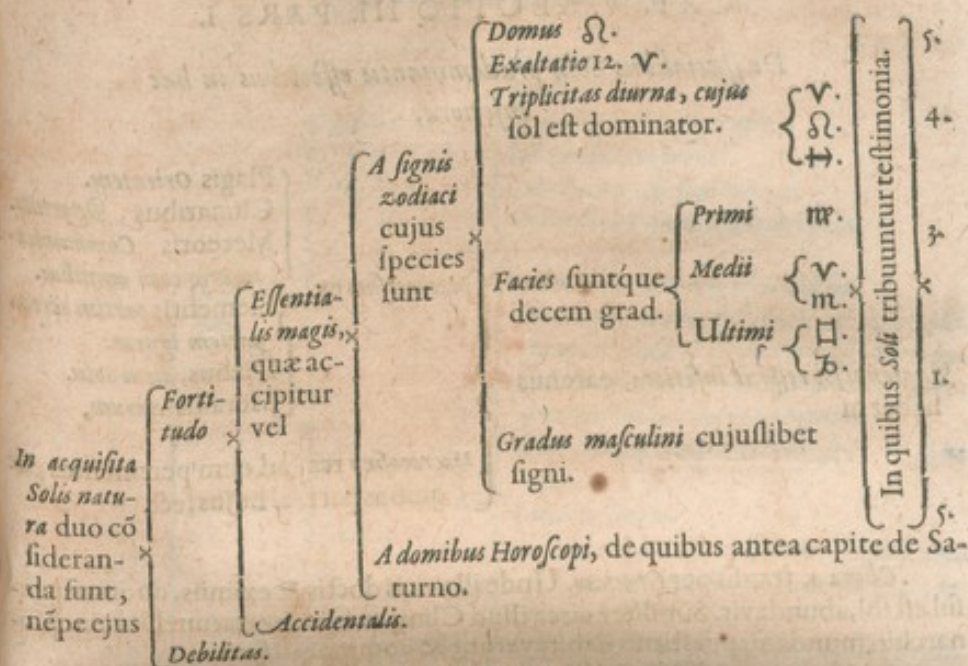 In acquisita
Solis natu-
ra duo cō
ſideran-
da ſunt,
nēpe ejus
Forti-
tudo
Debilitas.
Eſſentia-
lis magis,
quæ ac-
cipitur
vel
Accidentalis.
A ſignis
zodiaci
cujus
ſpecies
ſunt
A domibus Horoſcopi, de quibus antea capite de Sa-
turno.
Domus ♌.
Exaltatio 12. ♈.
Triplicitas diurna, cujus
ſol eſt dominator.
♈.
♌.
♐.
Facies ſuntq́ue
decem grad.
Primi ♍.
Medii
♈.
♏.
Ultimi
♊.
♑.
Gradus maſculini cujuſlibet
ſigni.
In quibus Soli tribuuntur teſtimonia.
5.
4.
3.
1.
5.